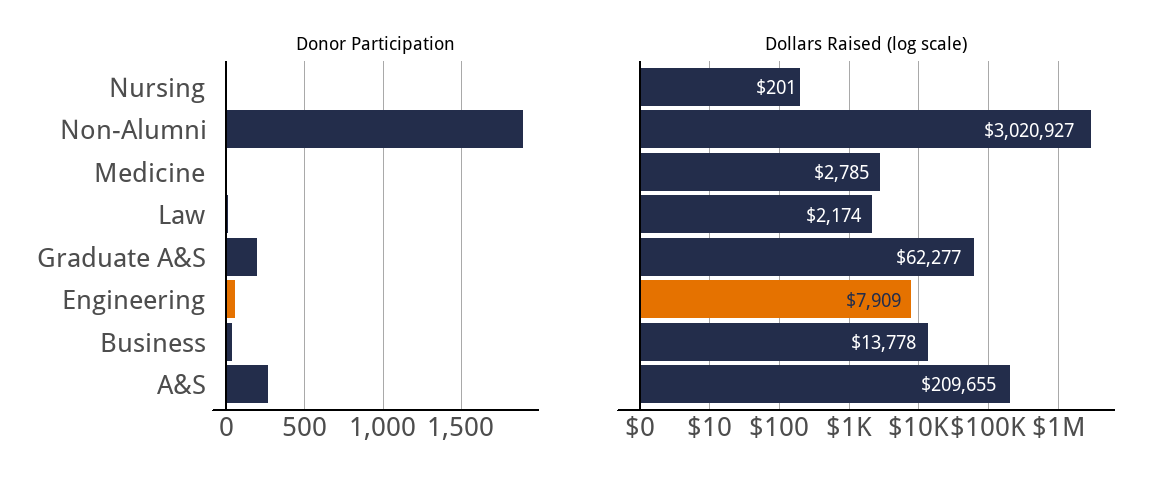 Donor Participation
Dollars Raised (log scale)
Nursing
Non-Alumni
Medicine
Law
Graduate A&S
Engineering
Business
A&S
0 500 1,000 1,500
$201
$3,020,927
$2,785
$2,174
$62,277
$7,909
$13,778
$209,655
$0 $10 $100 $1K $10K $100K $1M